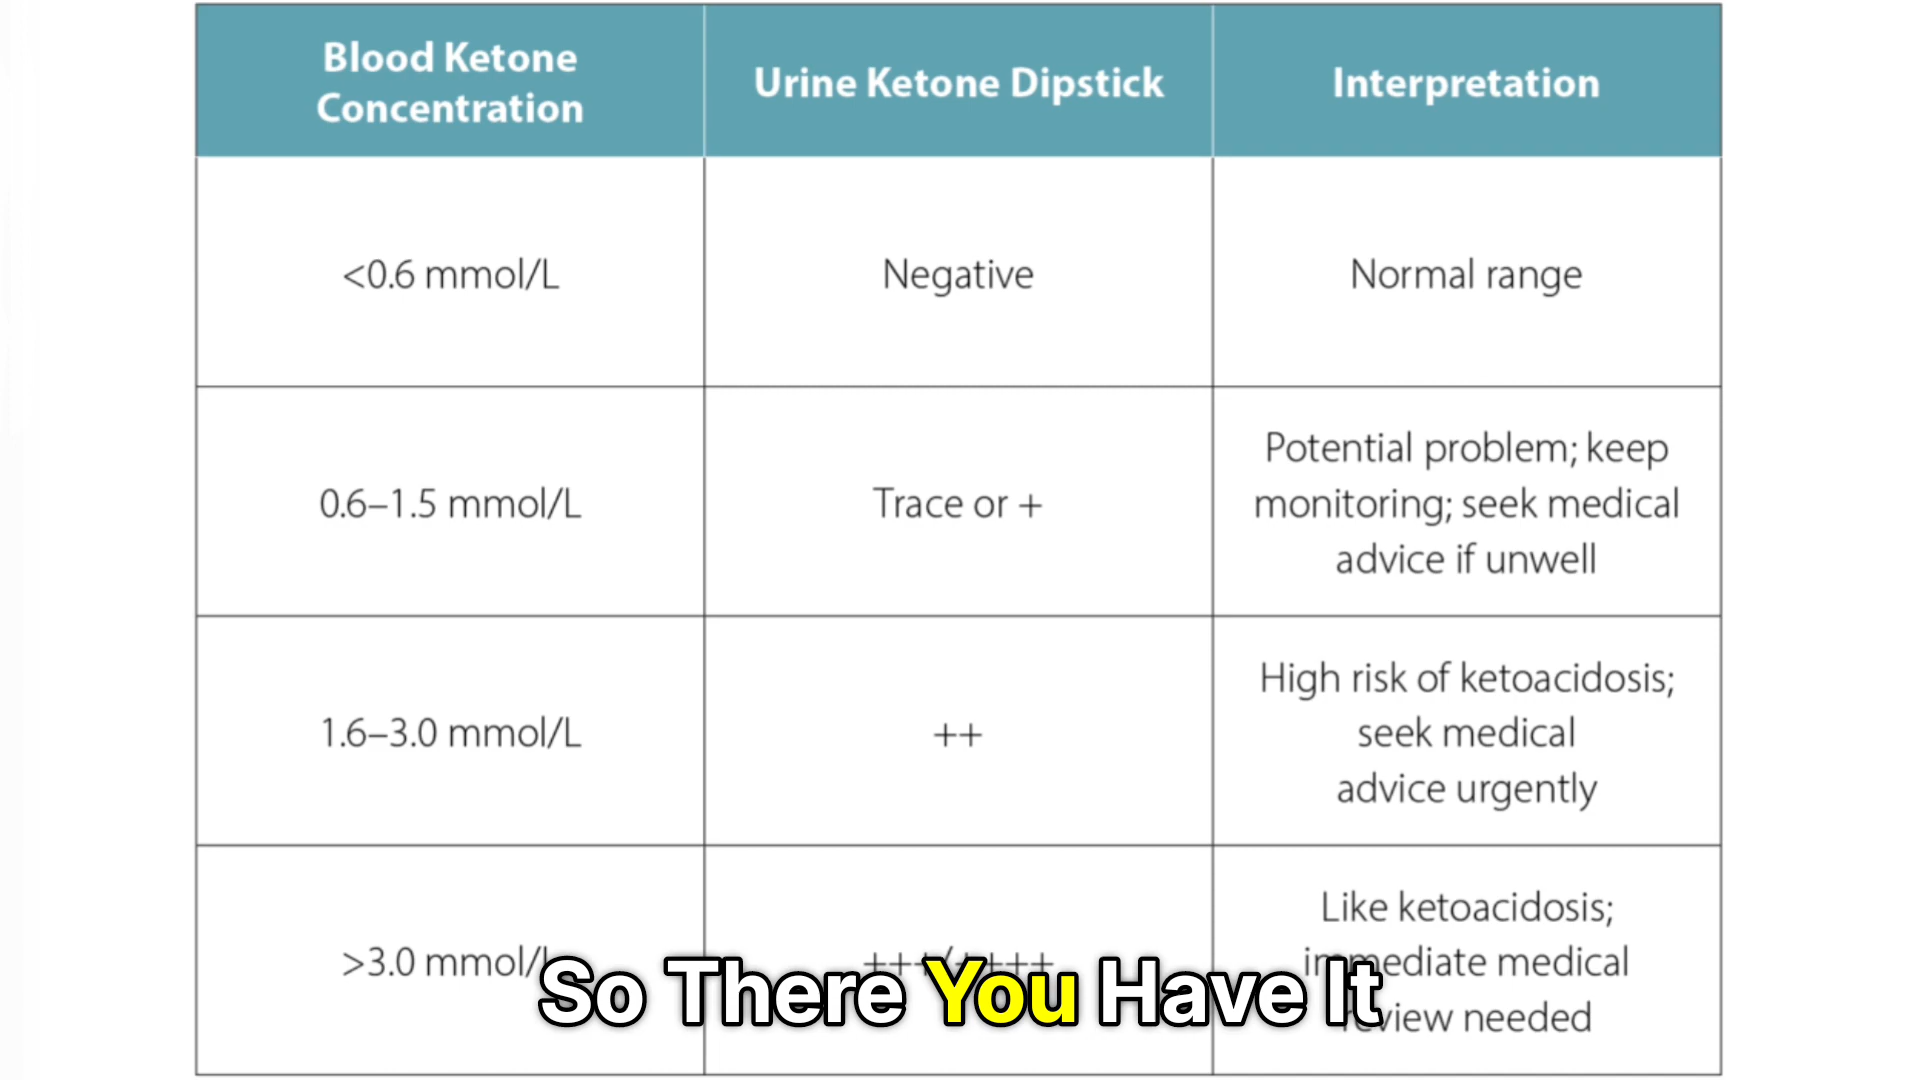 Blood Ketone
Concentration
Urine Ketone Dipstick
Interpretation
<0.6 mmol/L
Negative
Normal range
0.6–1.5 mmol/L
Trace or +
Potential problem; keep
monitoring; seek medical
advice if unwell
1.6–3.0 mmol/L
++
High risk of ketoacidosis;
seek medical
advice urgently
>3.0 mmol/L
+++/++++
Like ketoacidosis;
immediate medical
review needed
So There You Have It